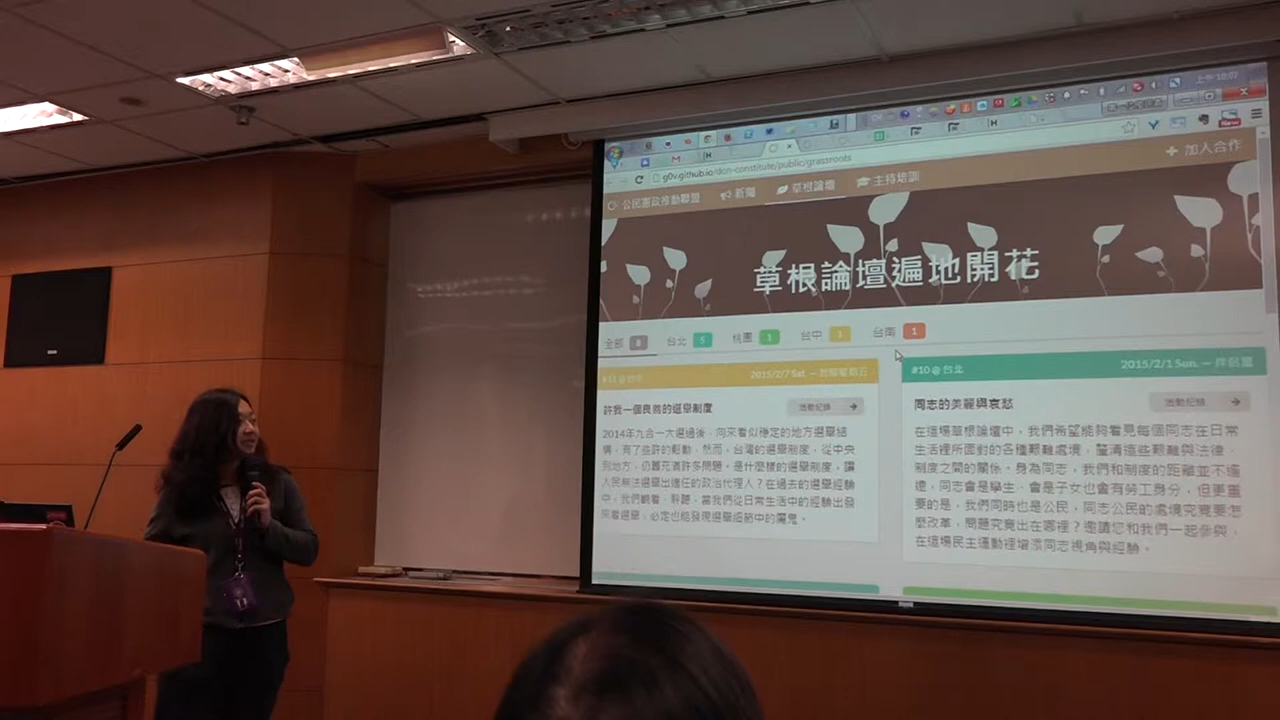 上午 10:07
g0v.github.io/dcn-constitute/public/grassroots
公民憲政推動聯盟 新聞 草根論壇 主持培訓 加入合作
草根論壇遍地開花
全部 8 台北 5 桃園 1 台中 1 台南 1
2015/2/7 Sat.
許我一個良善的選舉制度
活動紀錄
2014年九合一大選過後,向來看似穩定的地方選舉結
構,有了些許的鬆動,然而,台灣的選舉制度,從中央
到地方,仍舊充滿許多問題。是什麼樣的選舉制度,讓
人民無法選舉出適任的政治代理人?在過去的選舉經驗
中,我們觀看、聆聽,當我們從日常生活中的經驗出發
來看選舉,必定也能發現選舉細節中的魔鬼。
#10 @ 台北 2015/2/1 Sun. — 伴侶盟
同志的美麗與哀愁
活動紀錄
在這場草根論壇中,我們希望能夠看見每個同志在日常
生活裡所面對的各種艱難處境,釐清這些艱難與法律、
制度之間的關係。身為同志,我們和制度的距離並不遙
遠,同志會是學生、會是子女也會有勞工身分,但更重
要的是,我們同時也是公民,同志公民的處境究竟要怎
麼改革,問題究竟出在哪裡?邀請您和我們一起參與,
在這場民主運動裡增添同志視角與經驗。